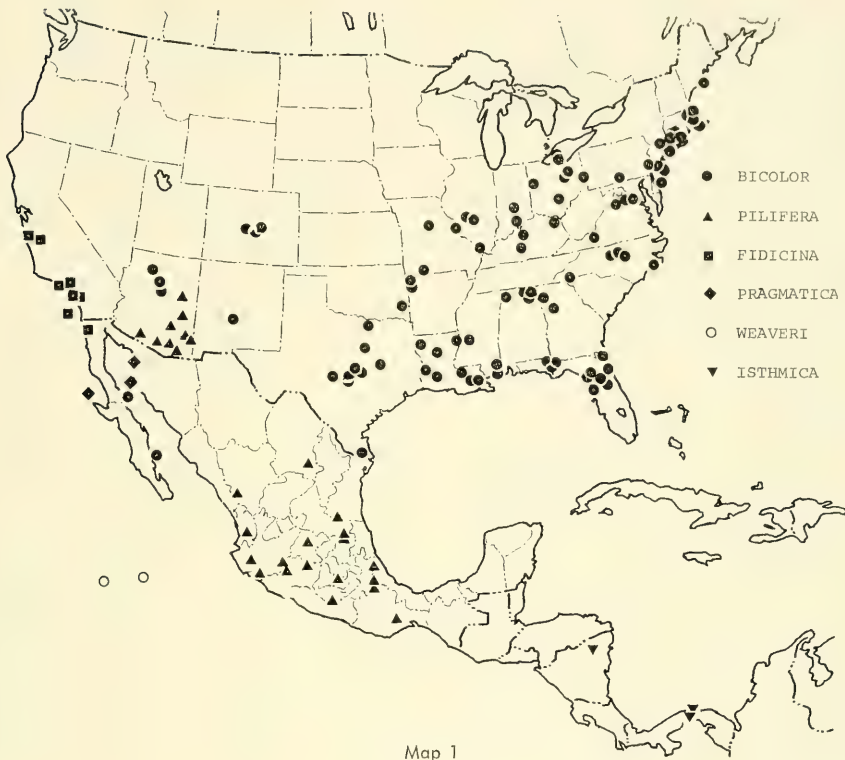 BICOLOR
PILIFERA
FIDICINA
PRAGMATICA
WEAVERI
ISTHMICA
Map 1